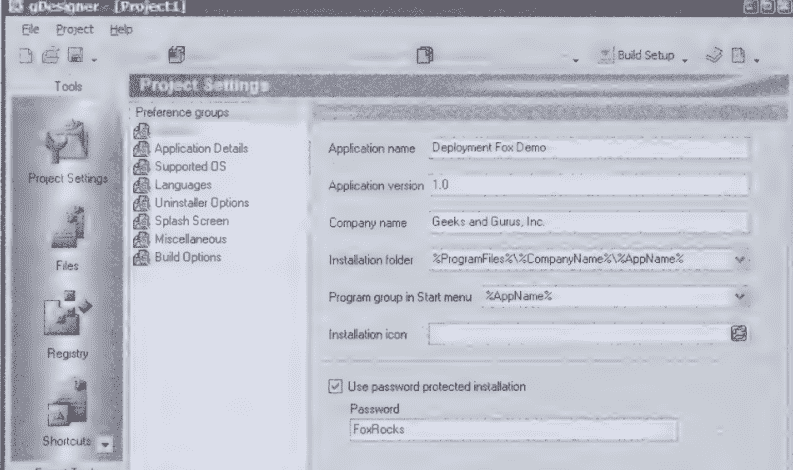 gDesigner - [Project1]
File Project Help
Build Setup
Tools
Project Settings
Preference groups
Application Details
Supported OS
Languages
Uninstaller Options
Splash Screen
Miscellaneous
Build Options
Project Settings
Files
Registry
Shortcuts
Application name Deployment Fox Demo
Application version 1.0
Company name Geeks and Gurus, Inc.
Installation folder %ProgramFiles%\%CompanyName%\%AppName%
Program group in Start menu %AppName%
Installation icon
Use password protected installation
Password
FoxRocks